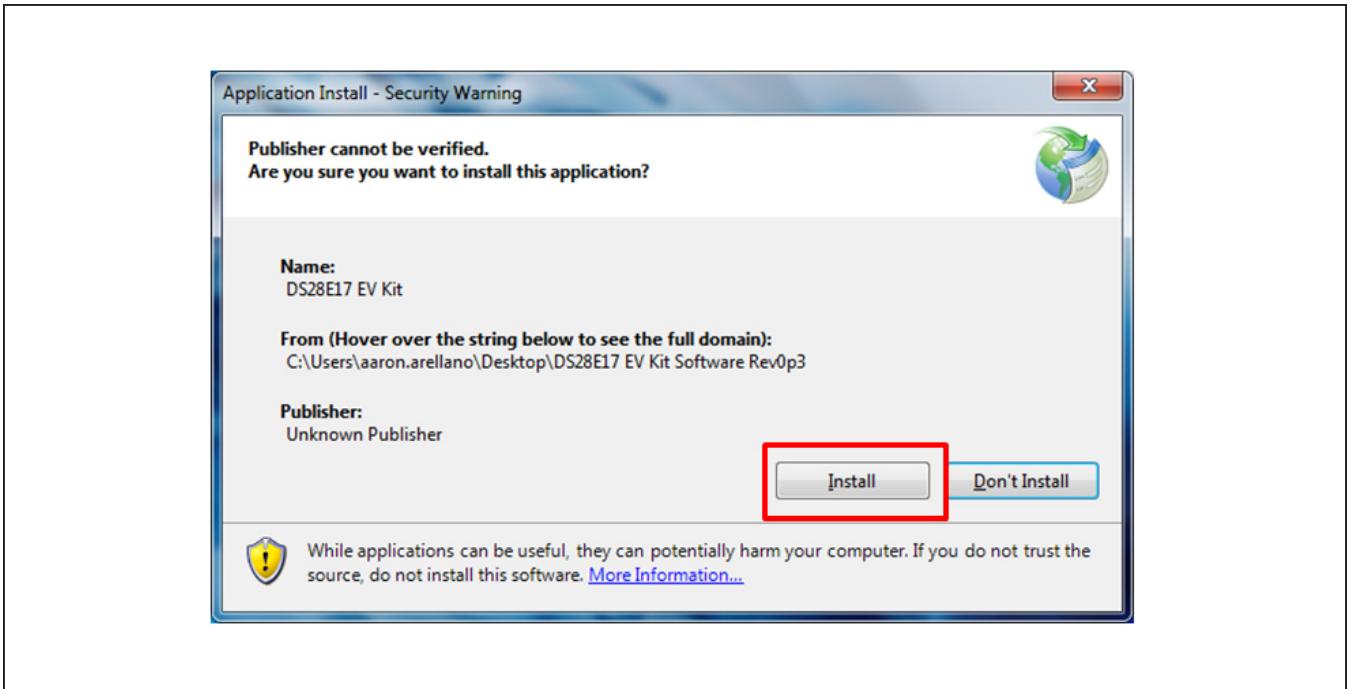 Application Install - Security Warning
Publisher cannot be verified.
Are you sure you want to install this application?
Name:
DS28E17 EV Kit
From (Hover over the string below to see the full domain):
C:\Users\aaron.arellano\Desktop\DS28E17 EV Kit Software Rev0p3
Publisher:
Unknown Publisher
Install
Don't Install
While applications can be useful, they can potentially harm your computer. If you do not trust the
source, do not install this software. More Information...